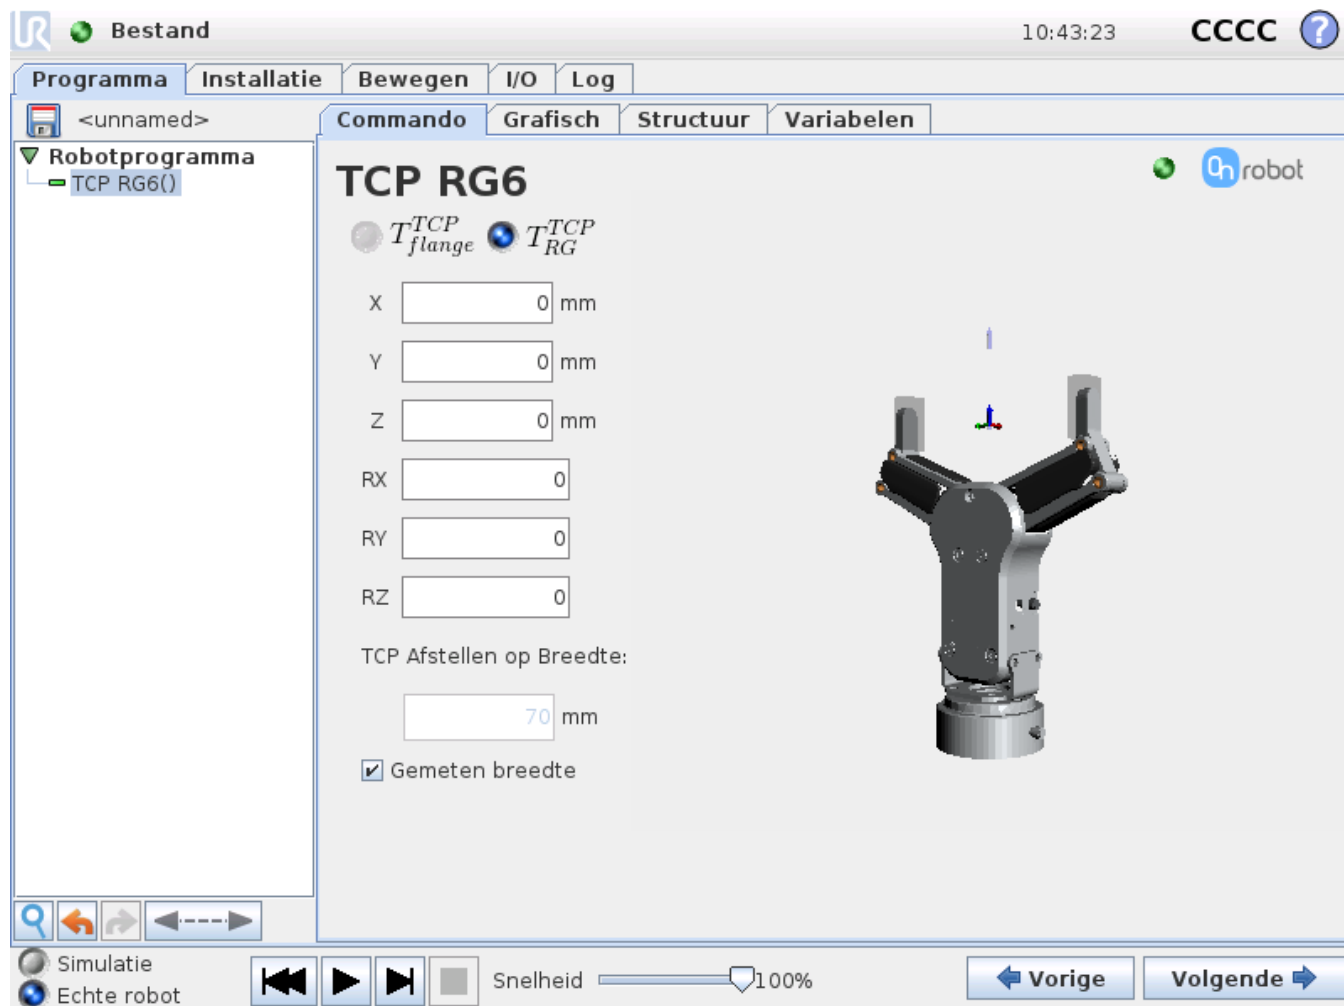 Bestand 10:43:23 CCCC ?
Programma Installatie Bewegen I/O Log
<unnamed>
Commando Grafisch Structuur Variabelen
Robotprogramma
TCP RG6()
TCP RG6
On robot
T^{TCP}_{flange} T^{TCP}_{RG}
X 0 mm
Y 0 mm
Z 0 mm
RX 0
RY 0
RZ 0
TCP Afstellen op Breedte:
70 mm
Gemeten breedte
Simulatie
Echte robot
Snelheid 100%
Vorige Volgende